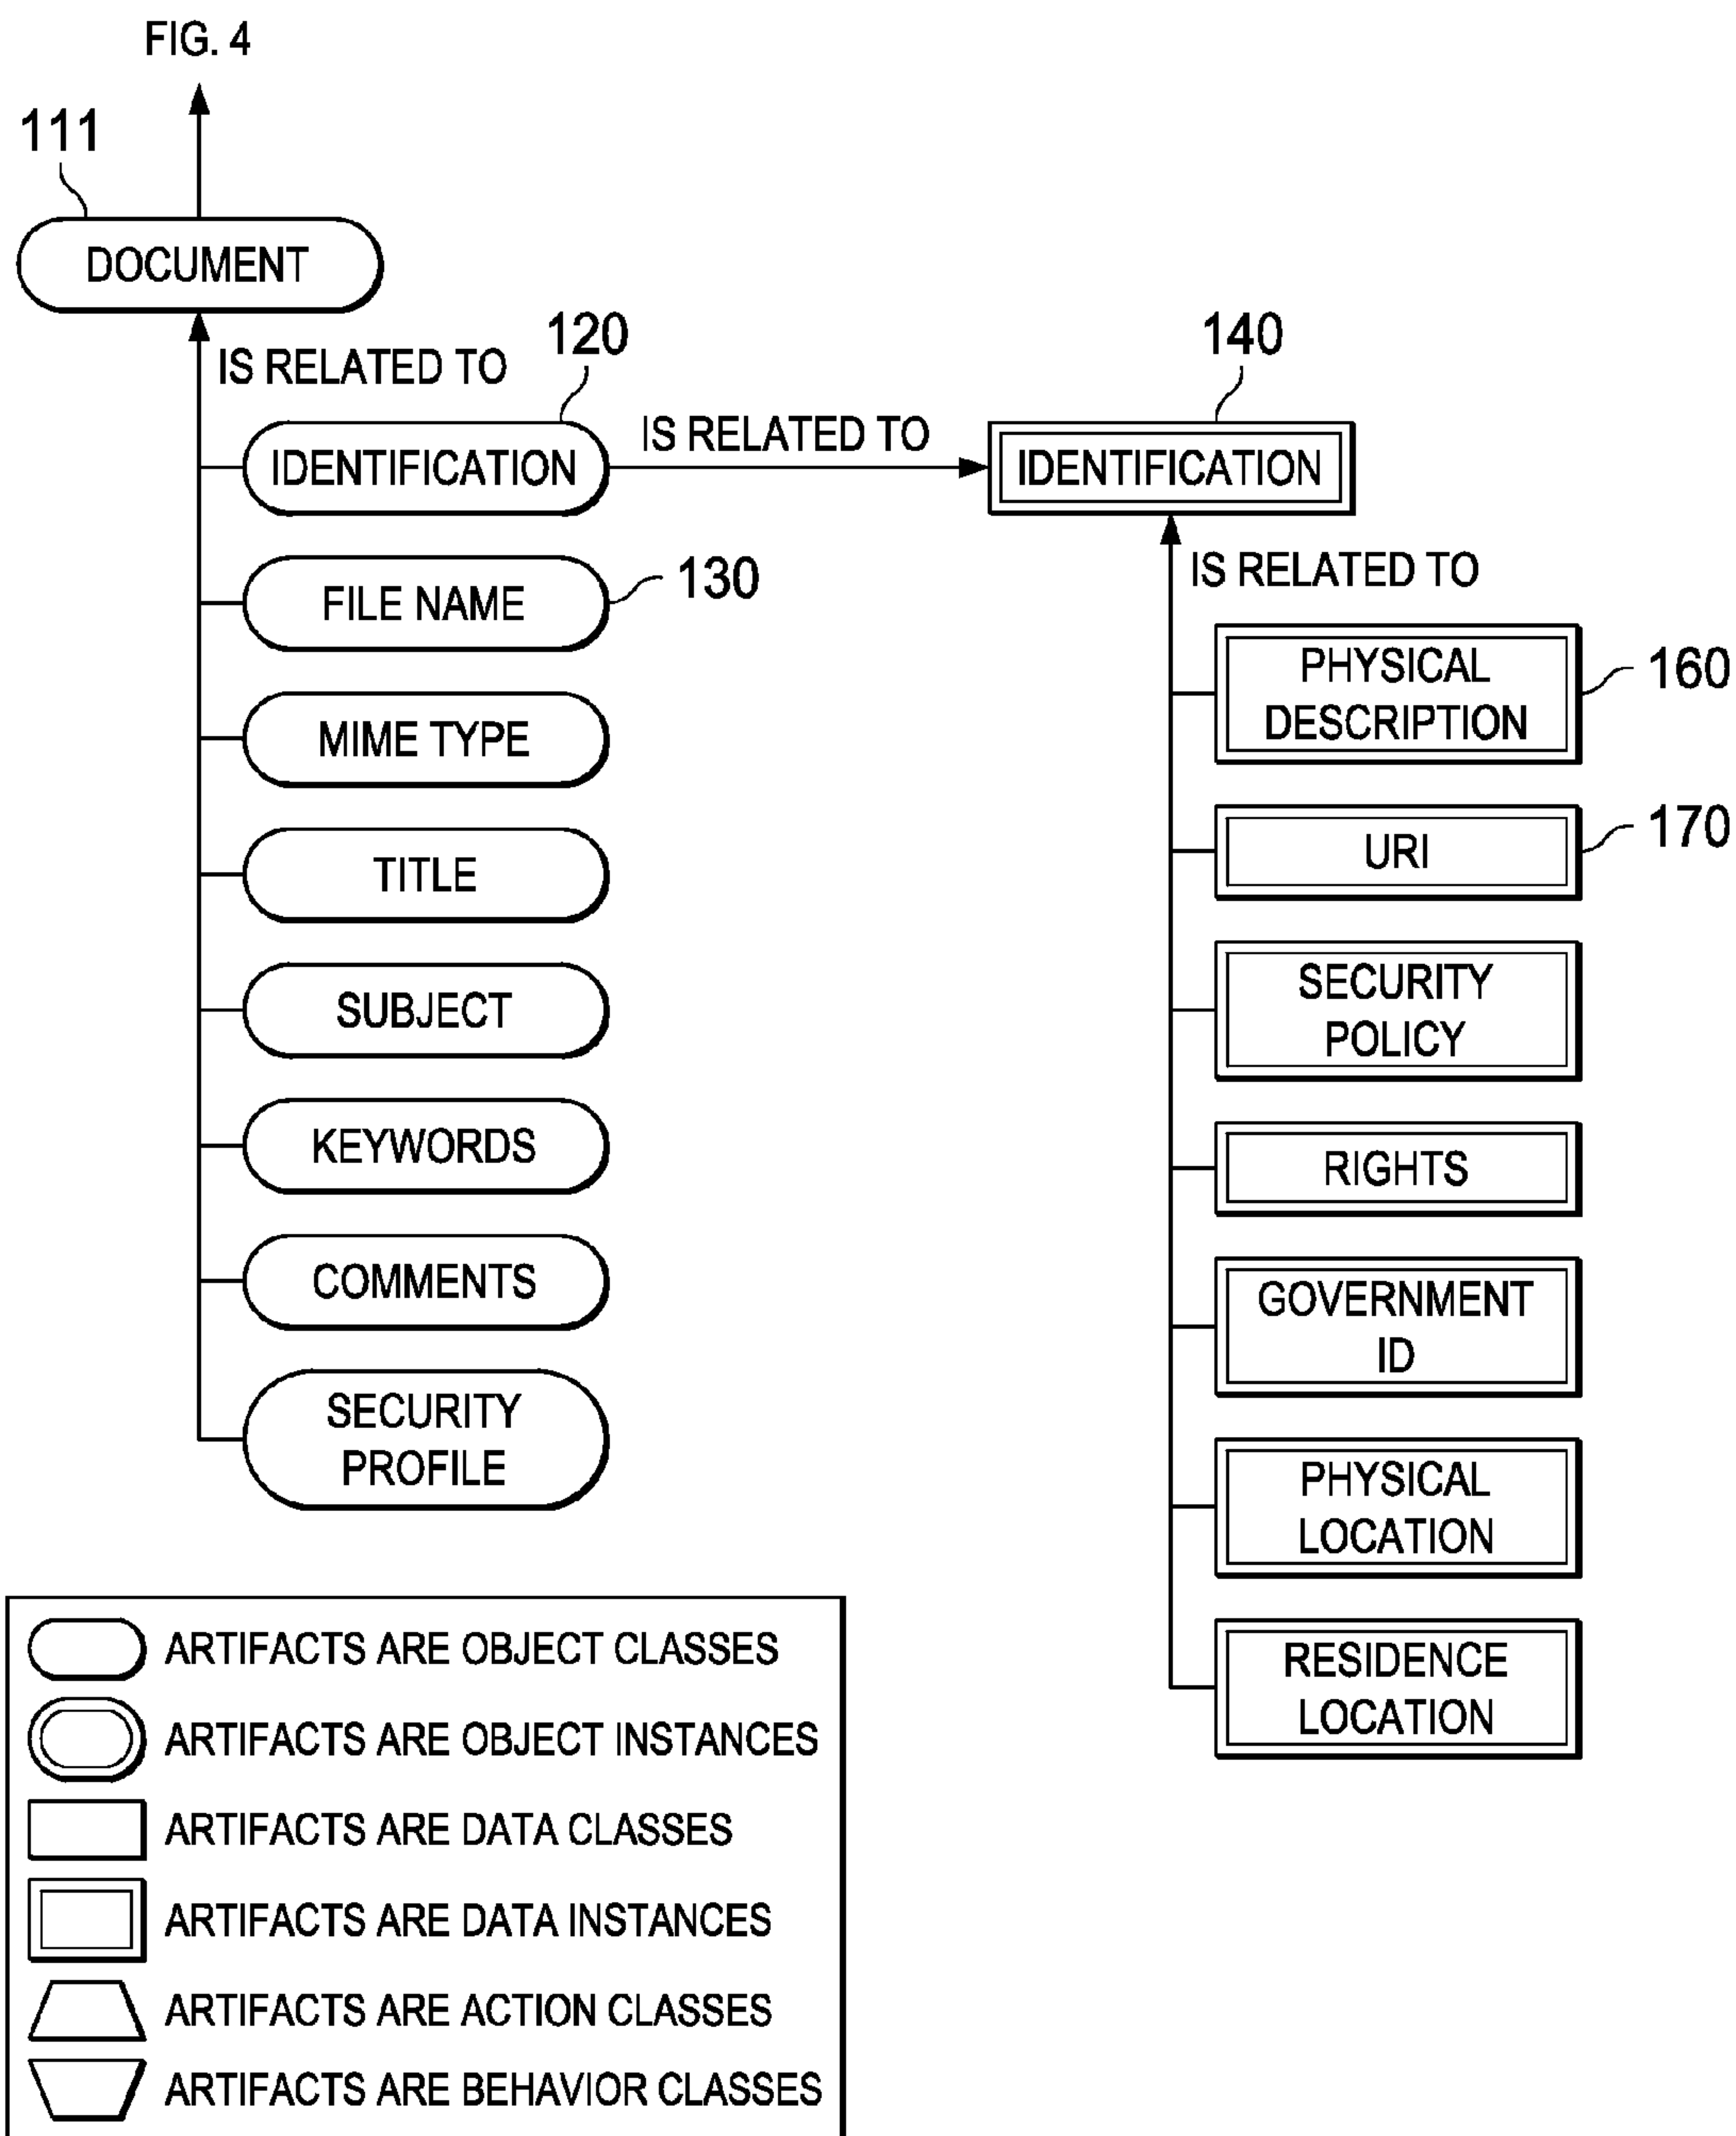 FIG. 4
111
DOCUMENT
IS RELATED TO
120
IDENTIFICATION
IS RELATED TO
140
IDENTIFICATION
FILE NAME
130
MIME TYPE
TITLE
SUBJECT
KEYWORDS
COMMENTS
SECURITY
PROFILE
IS RELATED TO
PHYSICAL
DESCRIPTION
160
URI
170
SECURITY
POLICY
RIGHTS
GOVERNMENT
ID
PHYSICAL
LOCATION
RESIDENCE
LOCATION
ARTIFACTS ARE OBJECT CLASSES
ARTIFACTS ARE OBJECT INSTANCES
ARTIFACTS ARE DATA CLASSES
ARTIFACTS ARE DATA INSTANCES
ARTIFACTS ARE ACTION CLASSES
ARTIFACTS ARE BEHAVIOR CLASSES